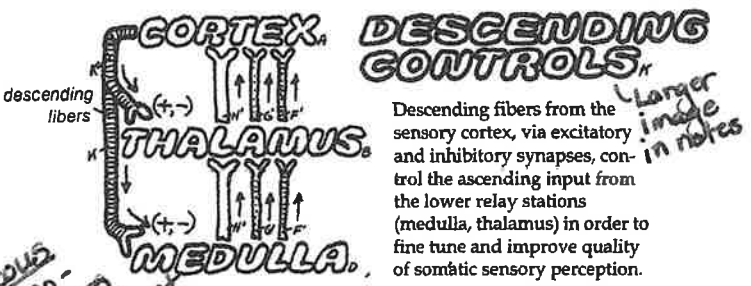 CORTEX.A
DESCENDING
CONTROLS.K
K'
descending
fibers
(+,-)
H' G' F'
Larger
image
in notes
Descending fibers from the
sensory cortex, via excitatory
and inhibitory synapses, con-
trol the ascending input from
the lower relay stations
(medulla, thalamus) in order to
fine tune and improve quality
of somatic sensory perception.
THALAMUS.B
K'
(+,-)
H' G' F'
MEDULLA.D